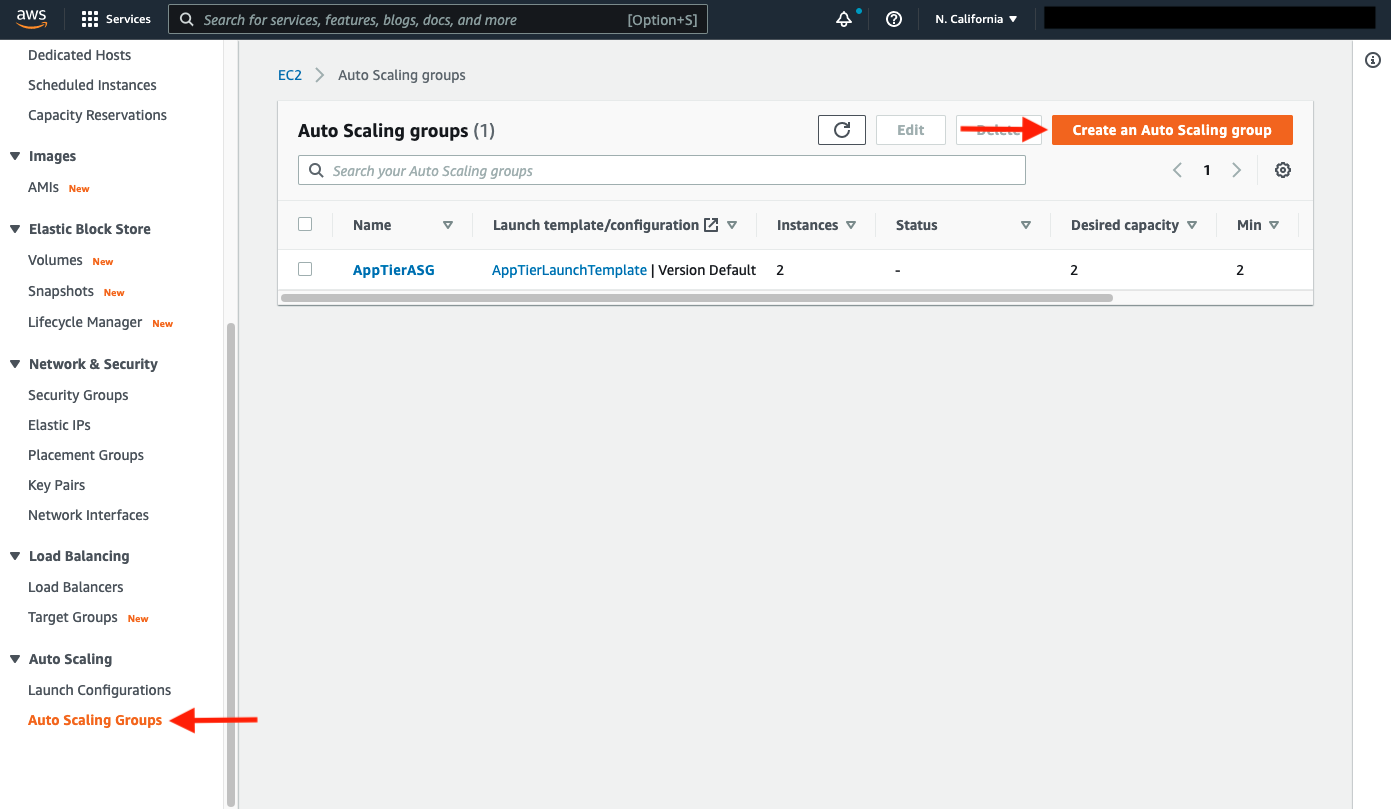 aws
Services
Search for services, features, blogs, docs, and more
[Option+S]
N. California
Dedicated Hosts
Scheduled Instances
Capacity Reservations
Images
AMIs New
Elastic Block Store
Volumes New
Snapshots New
Lifecycle Manager New
Network & Security
Security Groups
Elastic IPs
Placement Groups
Key Pairs
Network Interfaces
Load Balancing
Load Balancers
Target Groups New
Auto Scaling
Launch Configurations
Auto Scaling Groups
EC2 Auto Scaling groups
Auto Scaling groups (1)
Edit
Delete
Create an Auto Scaling group
Search your Auto Scaling groups
1
Name Launch template/configuration Instances Status Desired capacity Min
AppTierASG AppTierLaunchTemplate | Version Default 2 - 2 2